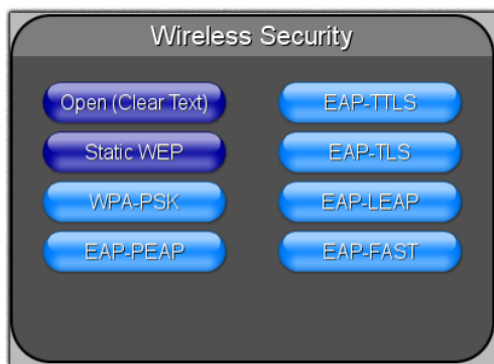 Wireless Security
Open (Clear Text)
Static WEP
WPA-PSK
EAP-PEAP
EAP-TTLS
EAP-TLS
EAP-LEAP
EAP-FAST